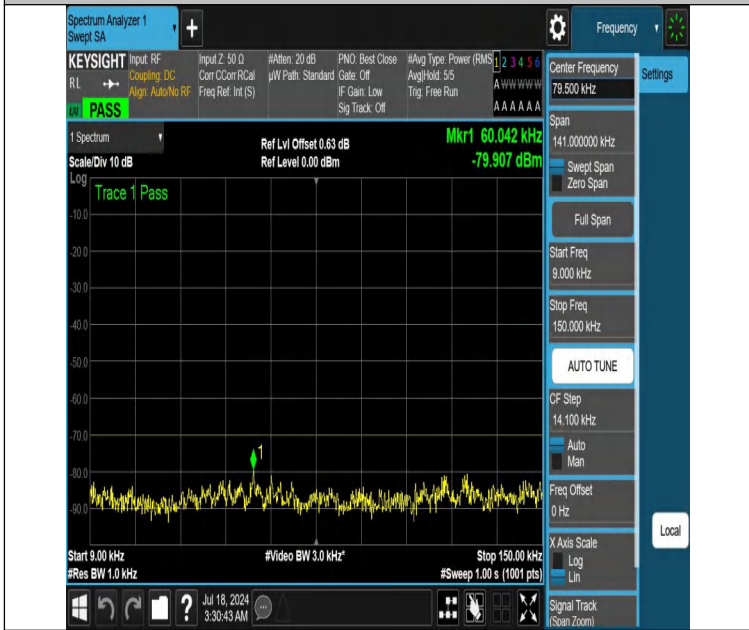 Spectrum Analyzer 1
Swept SA
+
Frequency
KEYSIGHT
RL
LXI
PASS
Input: RF
Coupling: DC
Align: Auto/No RF
Input Z: 50 Ω
Corr CCorr RCal
Freq Ref: Int (S)
#Atten: 20 dB
µW Path: Standard
PNO: Best Close
Gate: Off
IF Gain: Low
Sig Track: Off
#Avg Type: Power (RMS
Avg|Hold: 5/5
Trig: Free Run
1 2 3 4 5 6
A W W W W W
A A A A A A
1 Spectrum
Scale/Div 10 dB
Ref Lvl Offset 0.63 dB
Ref Level 0.00 dBm
Mkr1 60.042 kHz
-79.907 dBm
Log
Trace 1 Pass
-10.0
-20.0
-30.0
-40.0
-50.0
-60.0
-70.0
-80.0
-90.0
1
Start 9.00 kHz
#Res BW 1.0 kHz
#Video BW 3.0 kHz*
Stop 150.00 kHz
#Sweep 1.00 s (1001 pts)
?
Jul 18, 2024
3:30:43 AM
Center Frequency
79.500 kHz
Settings
Span
141.000000 kHz
Swept Span
Zero Span
Full Span
Start Freq
9.000 kHz
Stop Freq
150.000 kHz
AUTO TUNE
CF Step
14.100 kHz
Auto
Man
Freq Offset
0 Hz
Local
X Axis Scale
Log
Lin
Signal Track
(Span Zoom)